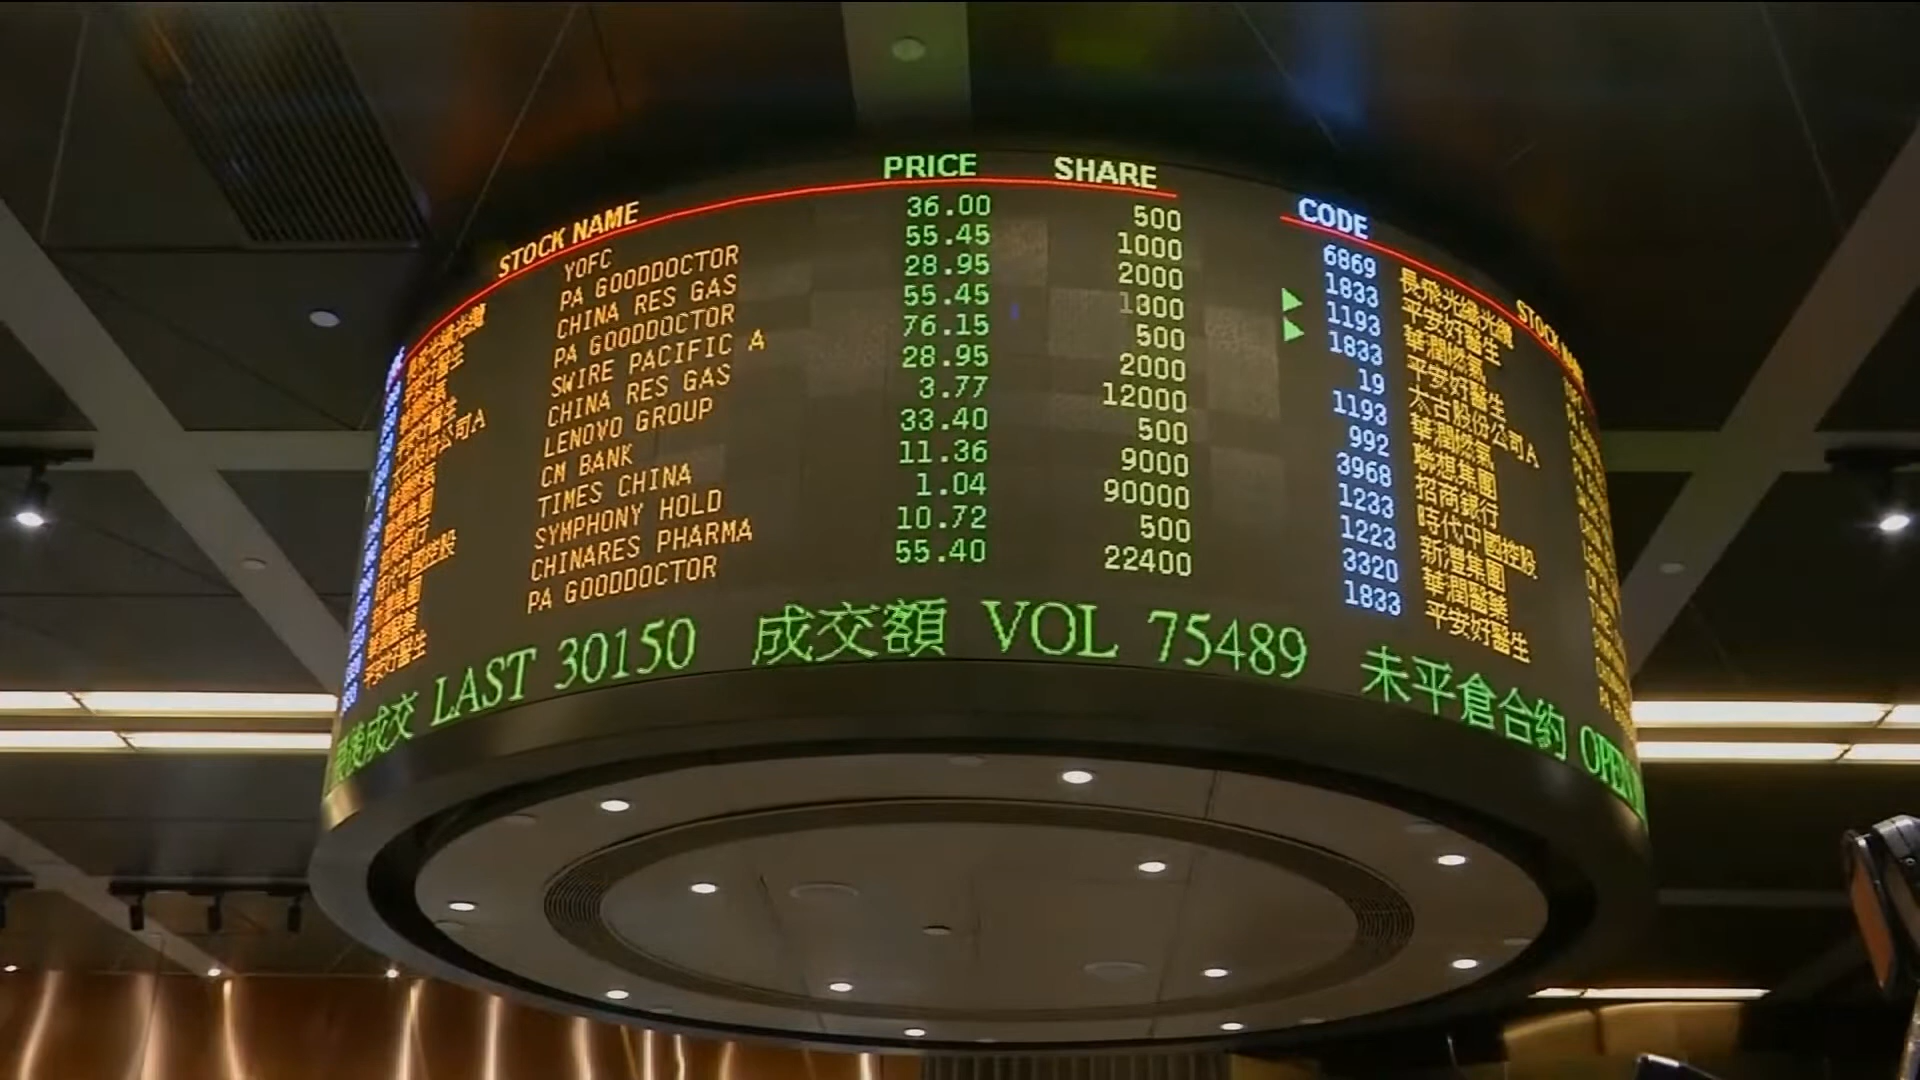 STOCK NAME PRICE SHARE CODE STOCK
YOFC 36.00 500 6869 長飛光纖光纜
PA GOODDOCTOR 55.45 1000 1833 平安好醫生
CHINA RES GAS 28.95 2000 1193 華潤燃氣
PA GOODDOCTOR 55.45 1300 1833 平安好醫生
SWIRE PACIFIC A 76.15 500 19 太古股份公司A
CHINA RES GAS 28.95 2000 1193 華潤燃氣
LENOVO GROUP 3.77 12000 992 聯想集團
CM BANK 33.40 500 3968 招商銀行
TIMES CHINA 11.36 9000 1233 時代中國控股
SYMPHONY HOLD 1.04 90000 1223 新灃集團
CHINARES PHARMA 10.72 500 3320 華潤醫藥
PA GOODDOCTOR 55.40 22400 1833 平安好醫生
最後成交 LAST 30150 成交額 VOL 75489 未平倉合約 OPEN